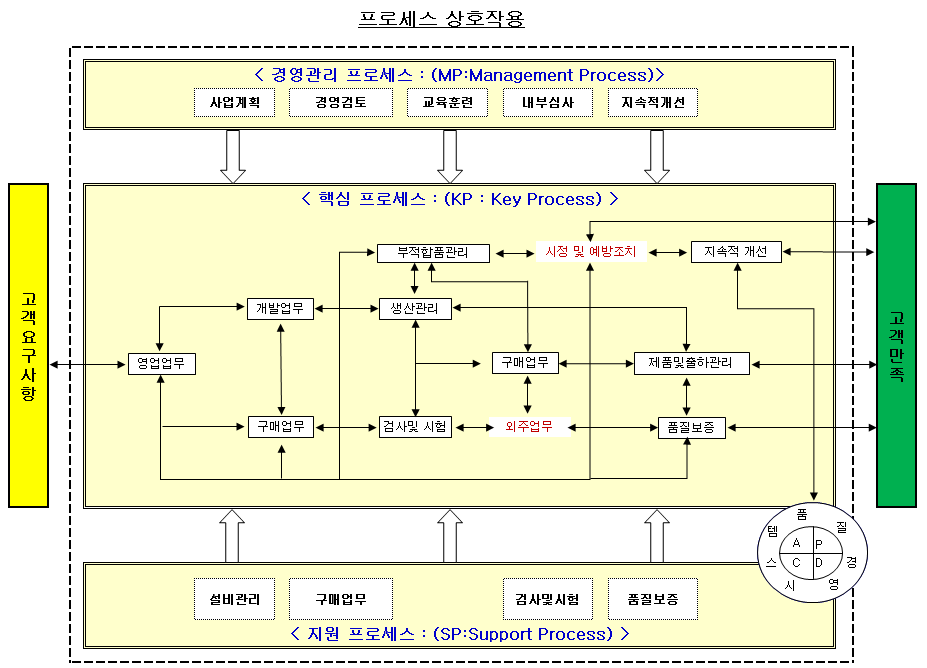 프로세스 상호작용
< 경영관리 프로세스 : (MP:Management Process)>
사업계획
경영검토
교육훈련
내부심사
지속적개선
고객요구사항
< 핵심 프로세스 : (KP : Key Process) >
부적합품관리
시정 및 예방조치
지속적 개선
개발업무
생산관리
영업업무
구매업무
제품및출하관리
구매업무
검사및 시험
외주업무
품질보증
고객만족
품질경영시스템
A P
C D
설비관리
구매업무
검사및시험
품질보증
< 지원 프로세스 : (SP:Support Process) >